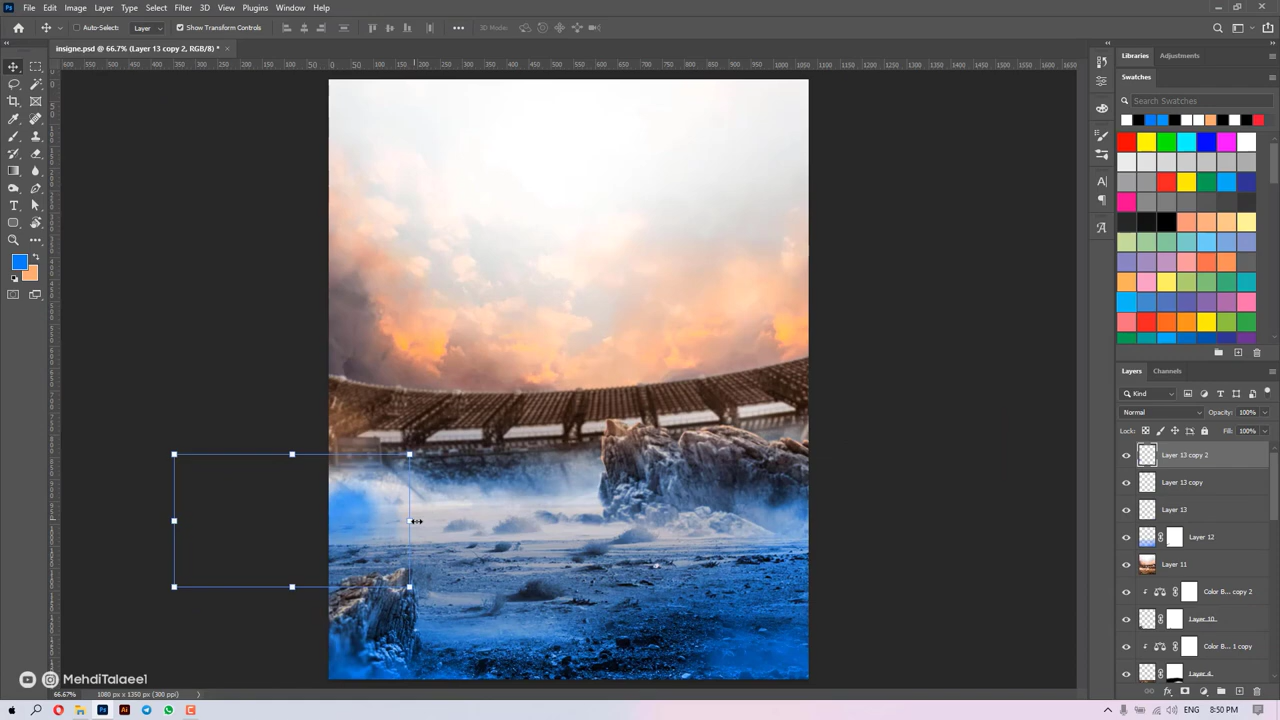 File Edit Image Layer Type Select Filter 3D View Plugins Window Help
Auto-Select: Layer Show Transform Controls 3D Mode:
insigne.psd @ 66.7% (Layer 13 copy 2, RGB/8) *
Libraries Adjustments
Swatches
Search Swatches
Layers Channels
Kind
Normal Opacity: 100%
Lock: Fill: 100%
Layer 13 copy 2
Layer 13 copy
Layer 13
Layer 12
Layer 11
Color B... copy 2
Layer 10
Color B... 1 copy
Layer 4
MehdiTalaeeI
66.67% 1080 px x 1350 px (300 ppi)
ENG 8:50 PM